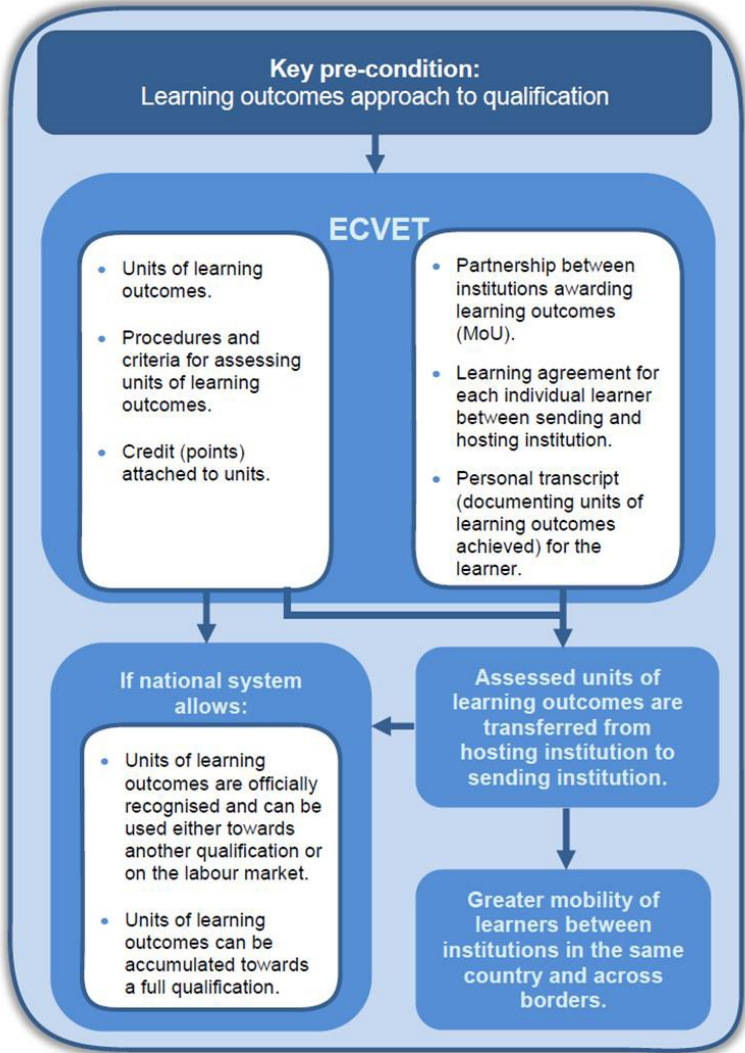 Key pre-condition:
Learning outcomes approach to qualification
ECVET
• Units of learning
outcomes.
• Procedures and
criteria for assessing
units of learning
outcomes.
• Credit (points)
attached to units.
• Partnership between
institutions awarding
learning outcomes
(MoU).
• Learning agreement for
each individual learner
between sending and
hosting institution.
• Personal transcript
(documenting units of
learning outcomes
achieved) for the
learner.
If national system
allows:
• Units of learning
outcomes are officially
recognised and can be
used either towards
another qualification or
on the labour market.
• Units of learning
outcomes can be
accumulated towards
a full qualification.
Assessed units of
learning outcomes are
transferred from
hosting institution to
sending institution.
Greater mobility of
learners between
institutions in the same
country and across
borders.